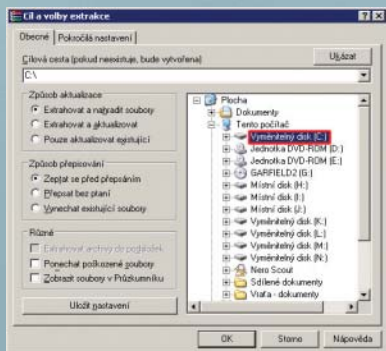 Cíl a volby extrakce
Obecné
Pokročilá nastavení
Cílová cesta (pokud neexistuje, bude vytvořena)
Ukázat
C:\
Způsob aktualizace
Extrahovat a nahradit soubory
Extrahovat a aktualizovat
Pouze aktualizovat existující
Způsob přepisování
Zeptat se před přepsáním
Přepsat bez ptaní
Vynechat existující soubory
Různé
Extrahovat archivy do podsložek
Ponechat poškozené soubory
Zobrazit soubory v Průzkumníku
Uložit nastavení
Plocha
Dokumenty
Tento počítač
Vyměnitelný disk (C:)
Jednotka DVD-ROM (D:)
Jednotka DVD-ROM (E:)
GARFIELD2 (G:)
Místní disk (H:)
Místní disk (I:)
Místní disk (J:)
Vyměnitelný disk (K:)
Vyměnitelný disk (L:)
Vyměnitelný disk (M:)
Vyměnitelný disk (N:)
Nero Scout
Sdílené dokumenty
Vraťa - dokumenty
OK
Storno
Nápověda